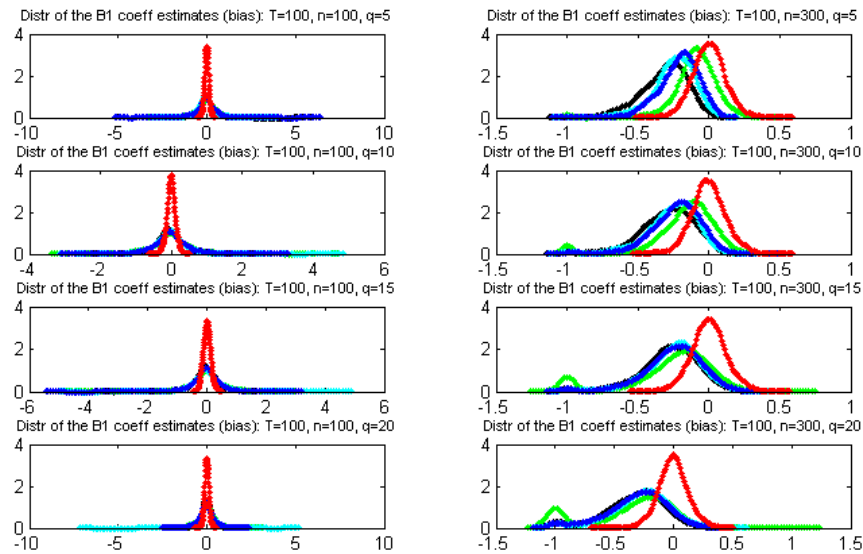 Distr of the B1 coeff estimates (bias): T=100, n=100, q=5
4
2
0
-10 -5 0 5 10
Distr of the B1 coeff estimates (bias): T=100, n=300, q=5
4
2
0
-1.5 -1 -0.5 0 0.5 1
Distr of the B1 coeff estimates (bias): T=100, n=100, q=10
4
2
0
-4 -2 0 2 4 6
Distr of the B1 coeff estimates (bias): T=100, n=300, q=10
4
2
0
-1.5 -1 -0.5 0 0.5 1
Distr of the B1 coeff estimates (bias): T=100, n=100, q=15
4
2
0
-6 -4 -2 0 2 4 6
Distr of the B1 coeff estimates (bias): T=100, n=300, q=15
4
2
0
-1.5 -1 -0.5 0 0.5 1
Distr of the B1 coeff estimates (bias): T=100, n=100, q=20
4
2
0
-10 -5 0 5 10
Distr of the B1 coeff estimates (bias): T=100, n=300, q=20
4
2
0
-1.5 -1 -0.5 0 0.5 1 1.5